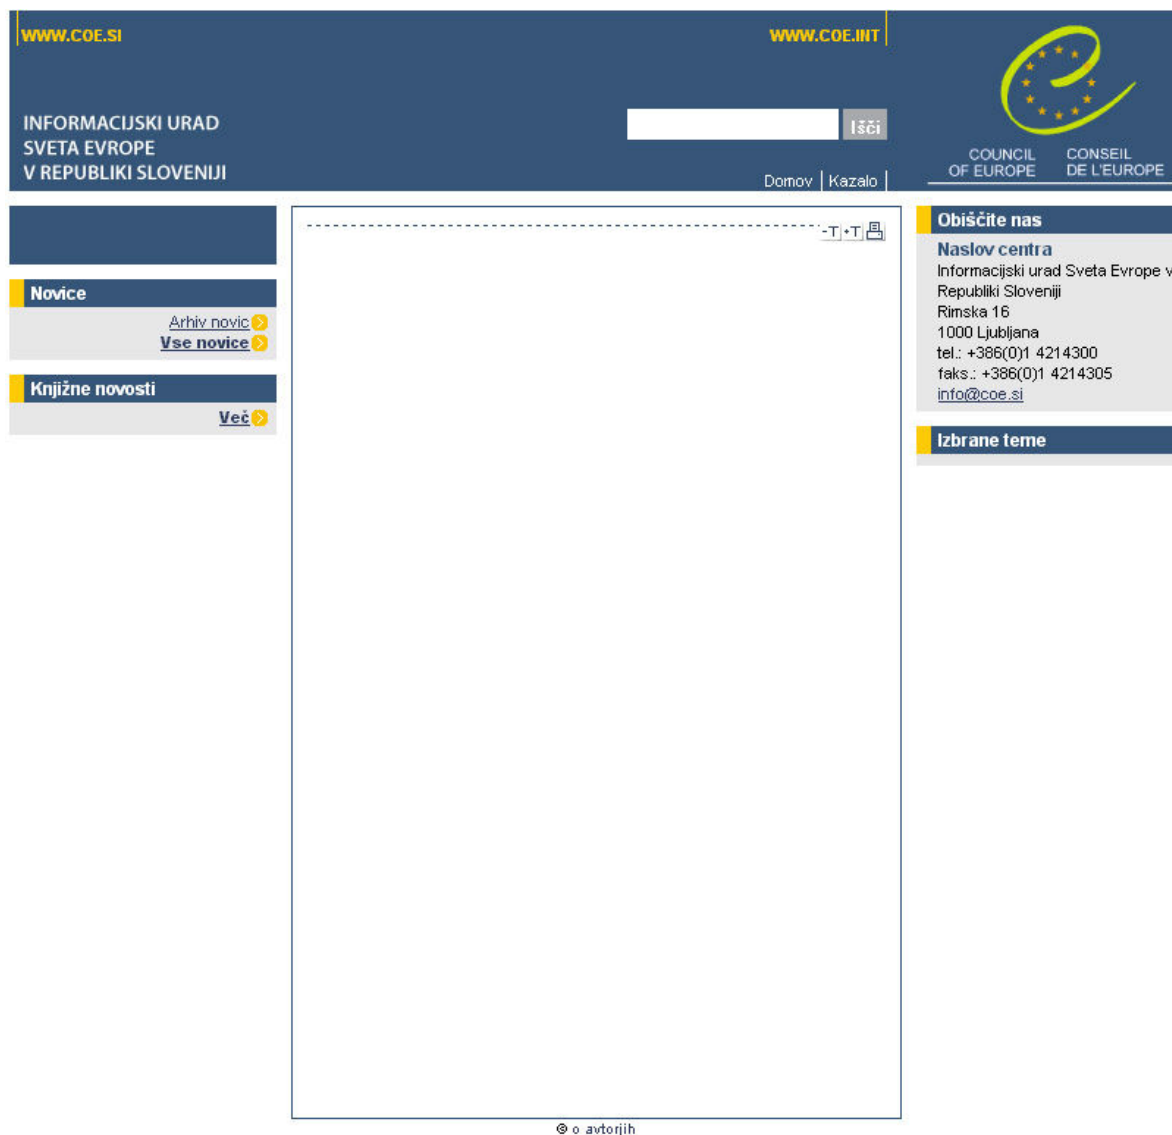 WWW.COE.SI
WWW.COE.INT
INFORMACIJSKI URAD
SVETA EVROPE
V REPUBLIKI SLOVENIJI
Išči
Domov | Kazalo |
COUNCIL OF EUROPE
CONSEIL DE L'EUROPE
Novice
Arhiv novic
Vse novice
Knjižne novosti
Več
-T +T
Obiščite nas
Naslov centra
Informacijski urad Sveta Evrope v
Republiki Sloveniji
Rimska 16
1000 Ljubljana
tel.: +386(0)1 4214300
faks.: +386(0)1 4214305
info@coe.si
Izbrane teme
© o avtorjih